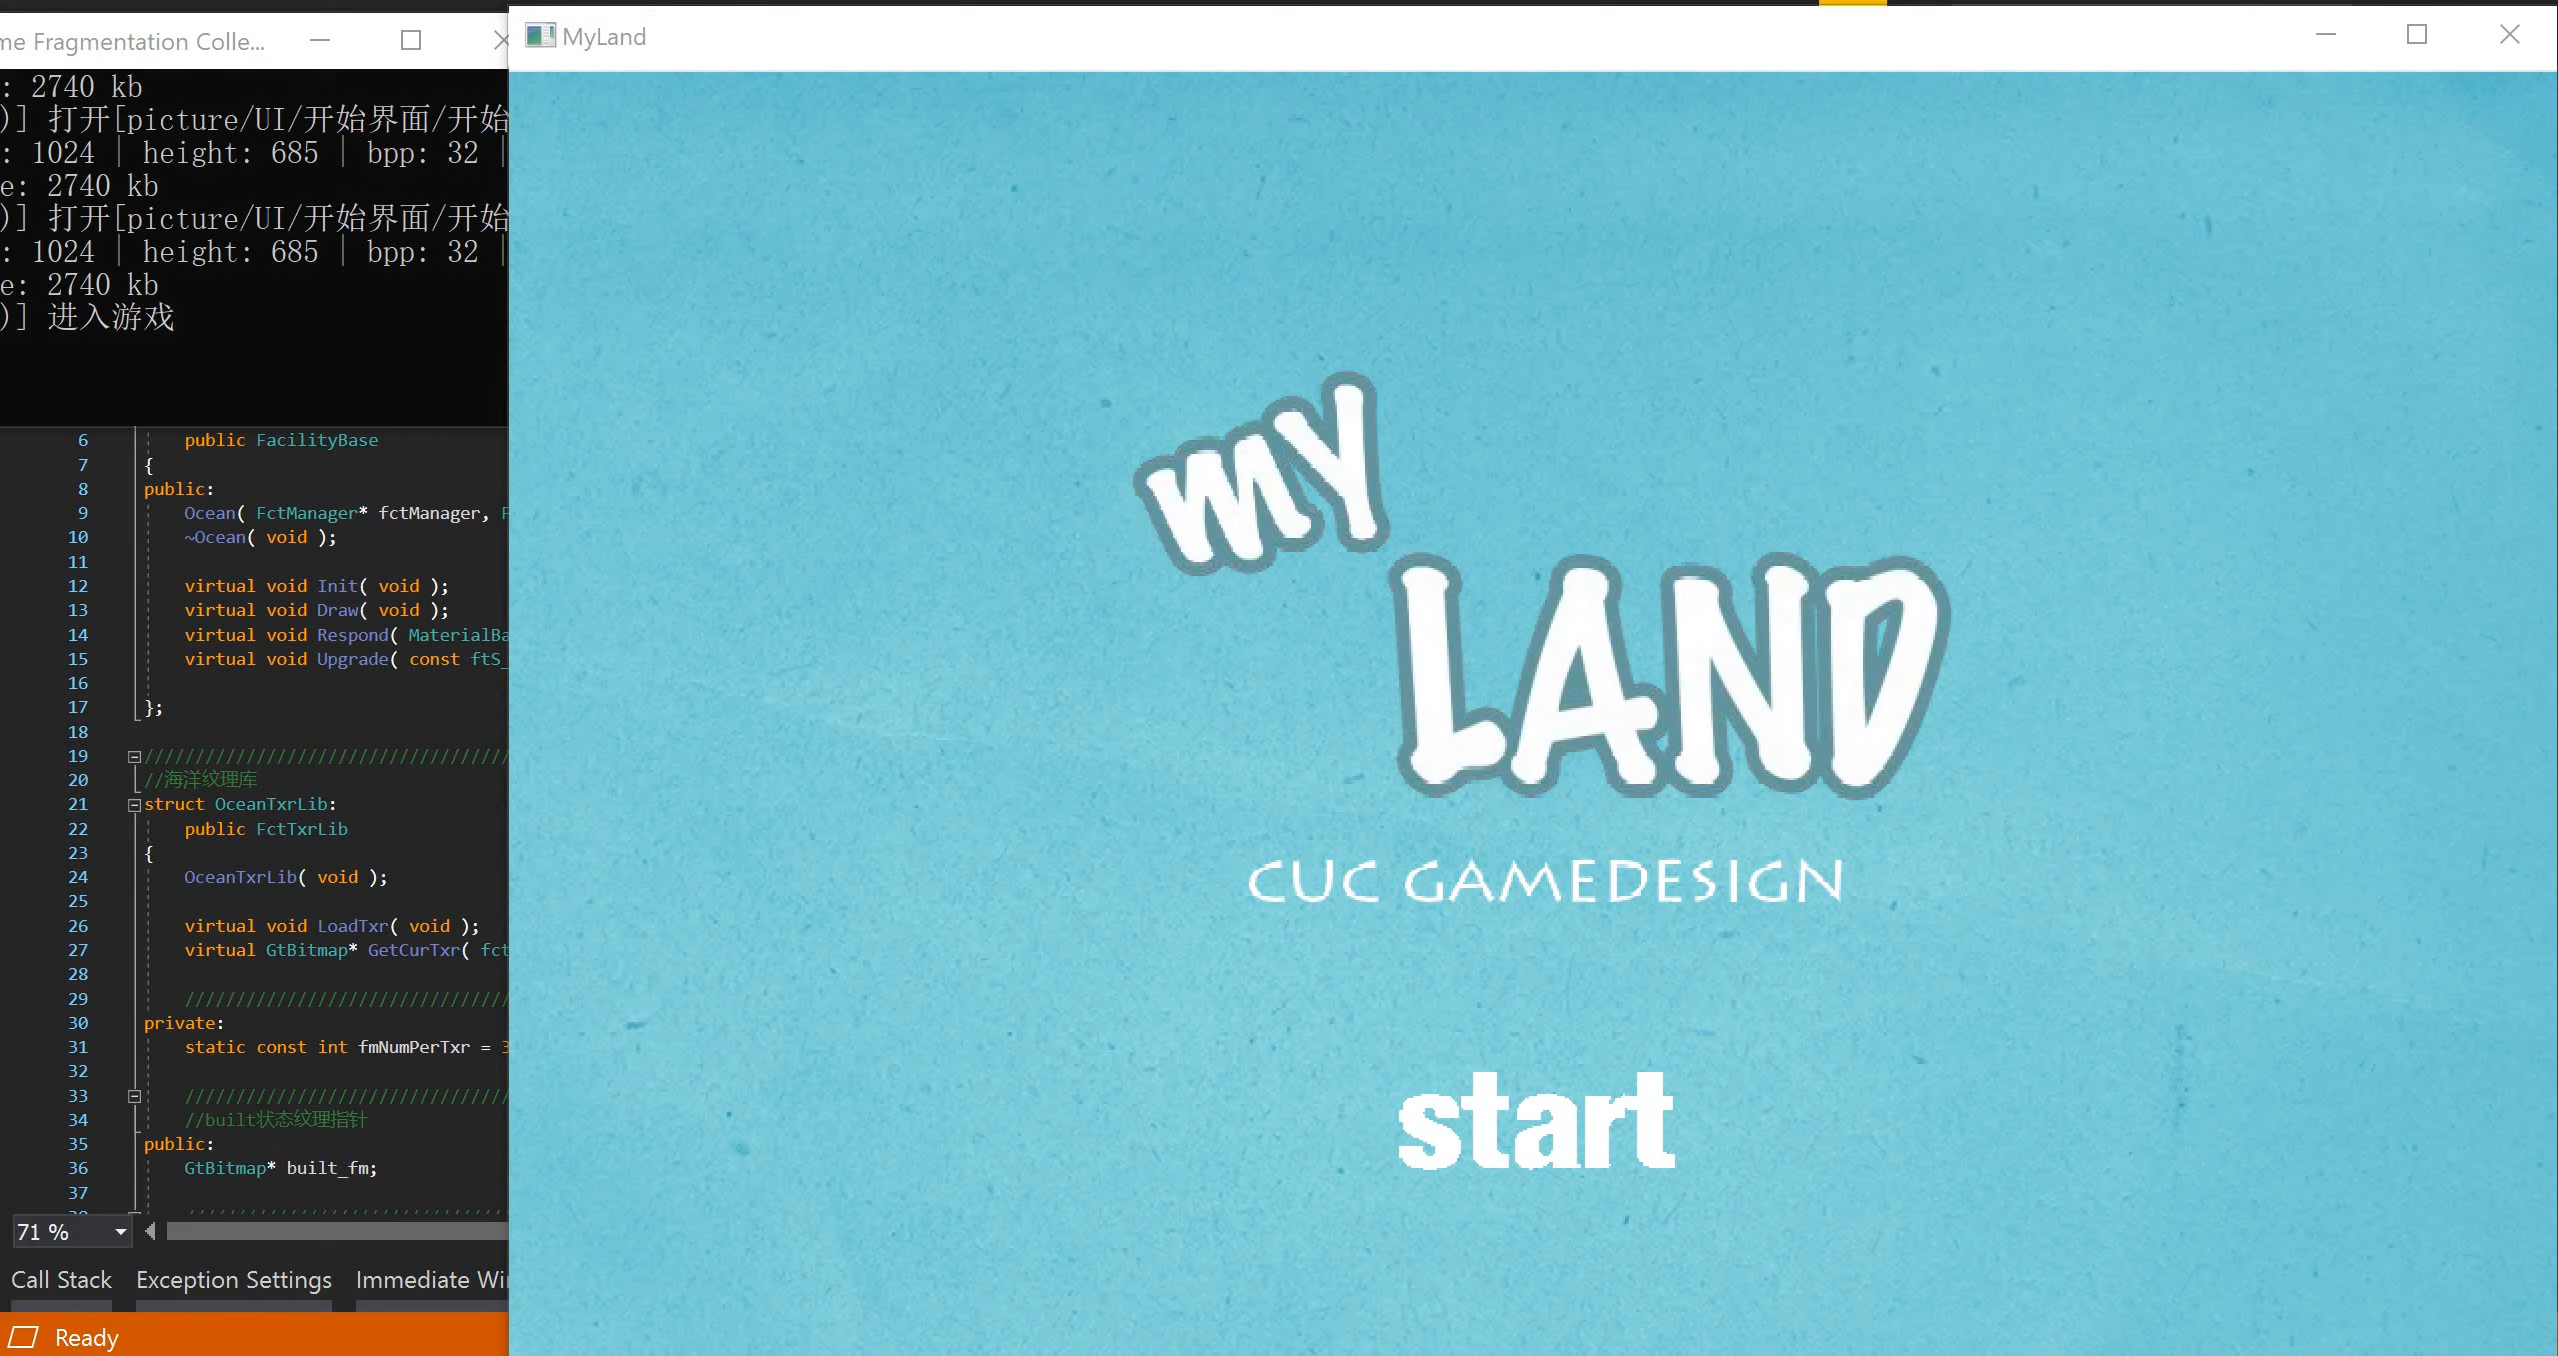 me Fragmentation Colle...
: 2740 kb
)] 打开[picture/UI/开始界面/开始
: 1024 | height: 685 | bpp: 32 |
e: 2740 kb
)] 打开[picture/UI/开始界面/开始
: 1024 | height: 685 | bpp: 32 |
e: 2740 kb
)] 进入游戏
6 public FacilityBase
7 {
8 public:
9 Ocean( FctManager* fctManager, F
10 ~Ocean( void );
11
12 virtual void Init( void );
13 virtual void Draw( void );
14 virtual void Respond( MaterialBa
15 virtual void Upgrade( const ftS_
16
17 };
18
19 ////////////////////////////////////
20 //海洋纹理库
21 struct OceanTxrLib:
22 public FctTxrLib
23 {
24 OceanTxrLib( void );
25
26 virtual void LoadTxr( void );
27 virtual GtBitmap* GetCurTxr( fct
28
29 ////////////////////////////////
30 private:
31 static const int fmNumPerTxr = 3
32
33 ////////////////////////////////
34 //built状态纹理指针
35 public:
36 GtBitmap* built_fm;
37
71 %
Call Stack Exception Settings Immediate Wi
Ready
MyLand
MY
LAND
CUC GAMEDESIGN
start